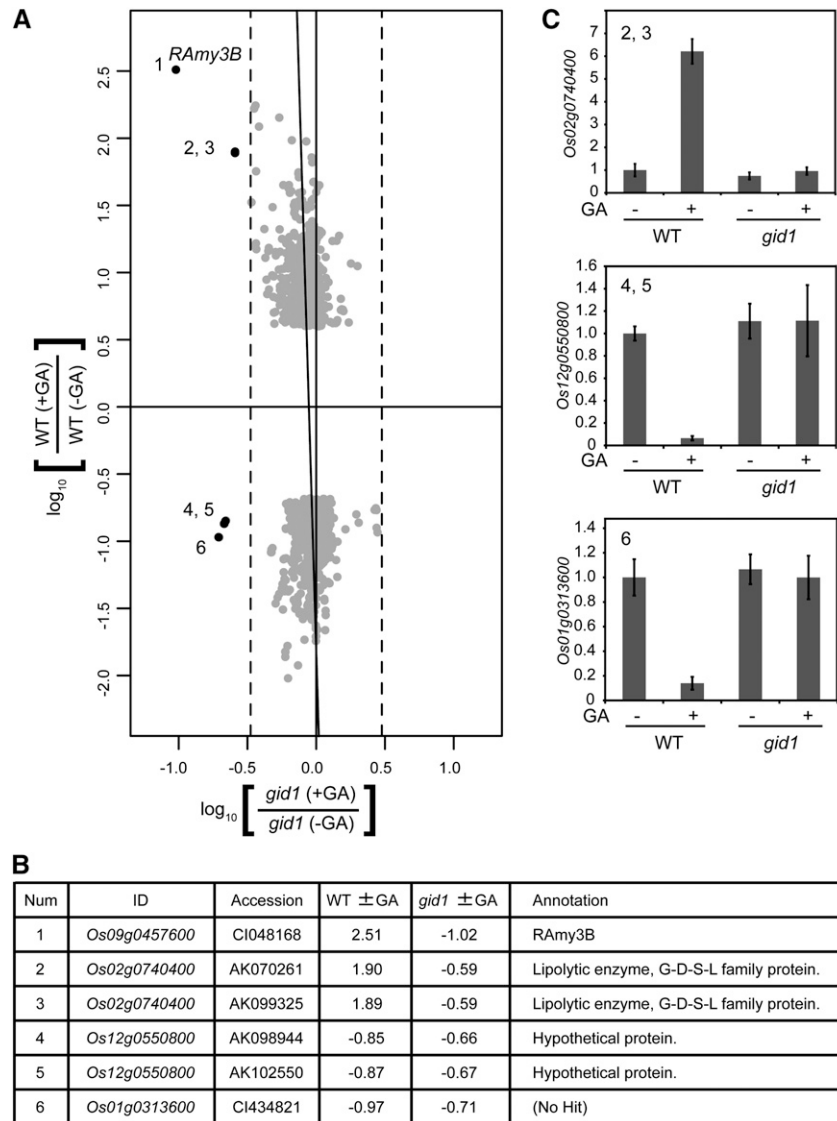 A
RAmy3B
1
2, 3
4, 5
6
2.5
2.0
1.5
1.0
0.5
0.0
-0.5
-1.0
-1.5
-2.0
log₁₀ [ WT (+GA) / WT (-GA) ]
-1.0 -0.5 0.0 0.5 1.0
log₁₀ [ gid1 (+GA) / gid1 (-GA) ]
C
2, 3
Os02g0740400
7
6
5
4
3
2
1
0
GA - + - +
WT gid1
4, 5
Os12g0550800
1.6
1.4
1.2
1.0
0.8
0.6
0.4
0.2
0
GA - + - +
WT gid1
6
Os01g0313600
1.4
1.2
1.0
0.8
0.6
0.4
0.2
0
GA - + - +
WT gid1
B
Num ID Accession WT ±GA gid1 ±GA Annotation
1 Os09g0457600 CI048168 2.51 -1.02 RAmy3B
2 Os02g0740400 AK070261 1.90 -0.59 Lipolytic enzyme, G-D-S-L family protein.
3 Os02g0740400 AK099325 1.89 -0.59 Lipolytic enzyme, G-D-S-L family protein.
4 Os12g0550800 AK098944 -0.85 -0.66 Hypothetical protein.
5 Os12g0550800 AK102550 -0.87 -0.67 Hypothetical protein.
6 Os01g0313600 CI434821 -0.97 -0.71 (No Hit)